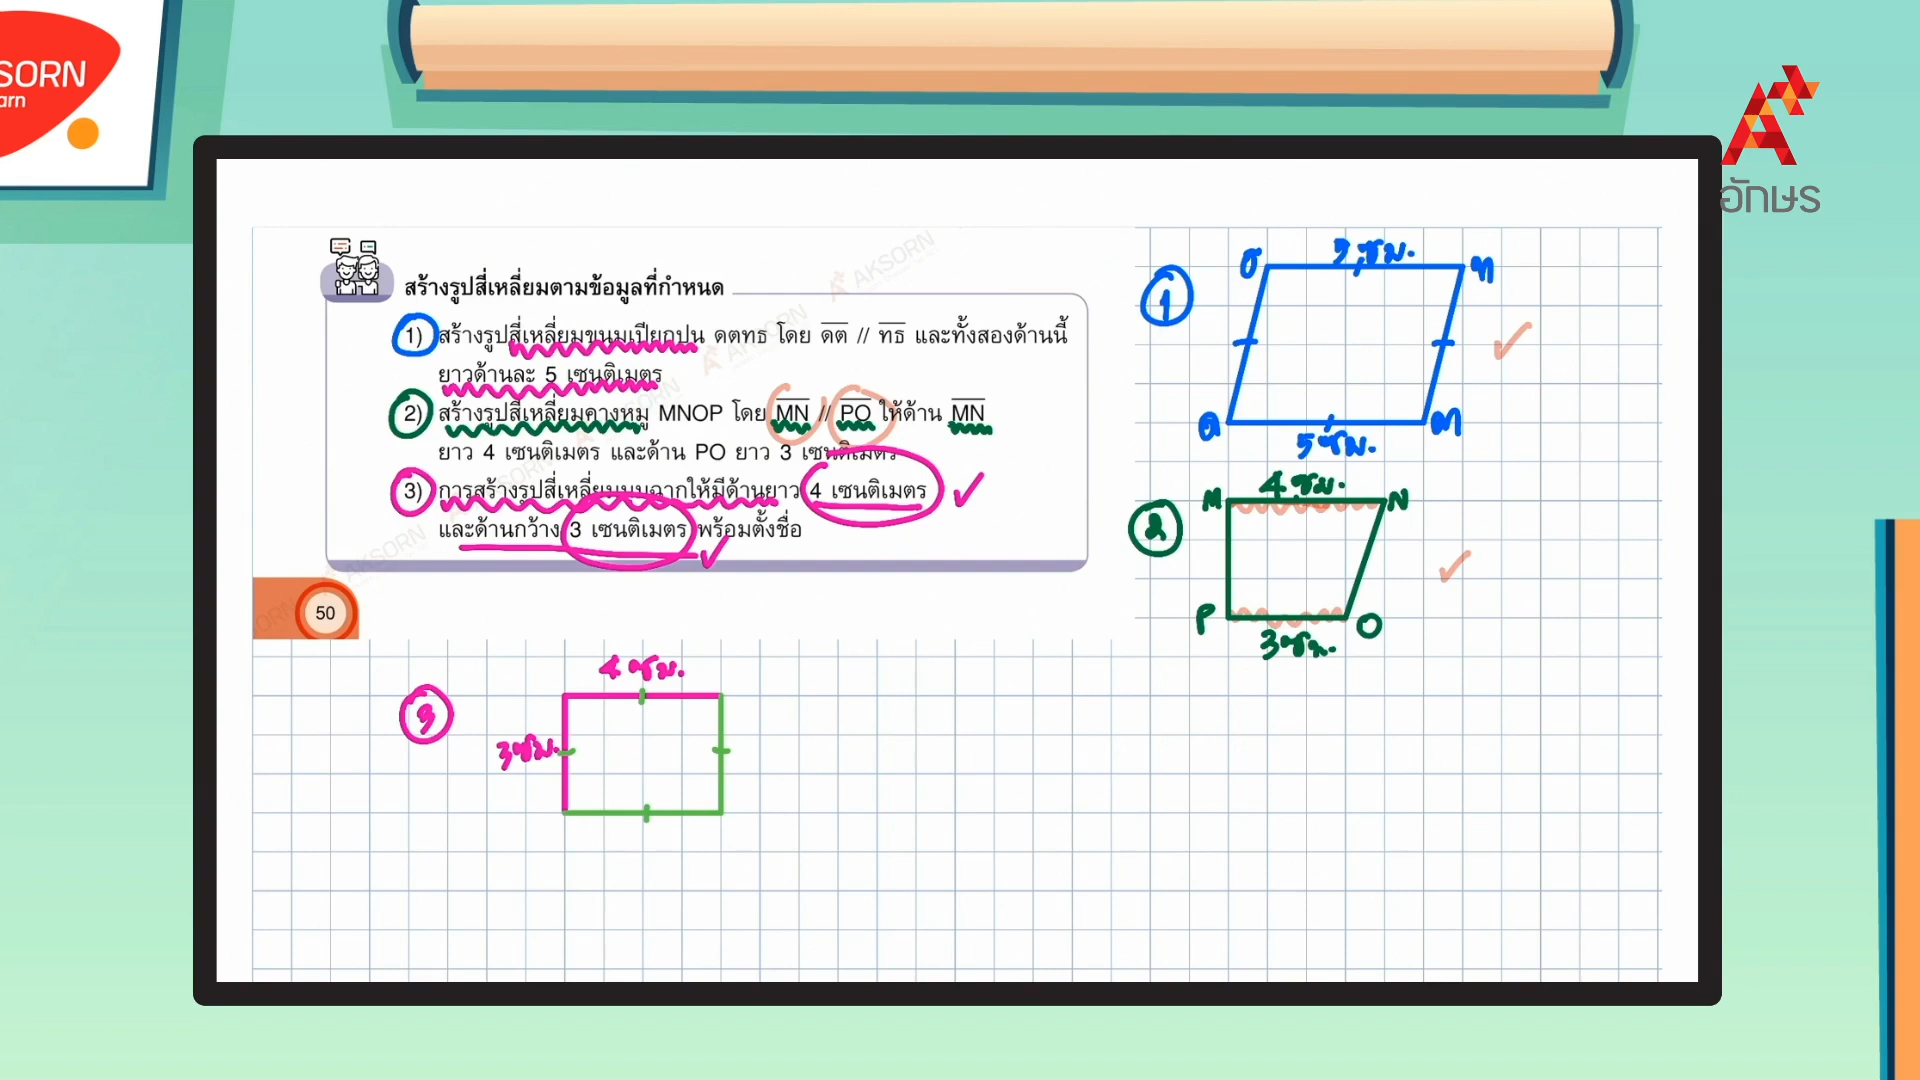 SORN
arn
อักษร
สร้างรูปสี่เหลี่ยมตามข้อมูลที่กำหนด
1) สร้างรูปสี่เหลี่ยมขนมเปียกปูน ดตทธ โดย ดต // ทธ และทั้งสองด้านนี้
ยาวด้านละ 5 เซนติเมตร
2) สร้างรูปสี่เหลี่ยมคางหมู MNOP โดย MN // PO ให้ด้าน MN
ยาว 4 เซนติเมตร และด้าน PO ยาว 3 เซนติเมตร
3) การสร้างรูปสี่เหลี่ยมมุมฉากให้มีด้านยาว 4 เซนติเมตร
และด้านกว้าง 3 เซนติเมตร พร้อมตั้งชื่อ
50
1
ธ
5 ซม.
ท
ด
5 ซม.
ต
2
M
4 ซม.
N
P
3 ซม.
O
3
4 ซม.
3 ซม.
AKSORN
AKSORN